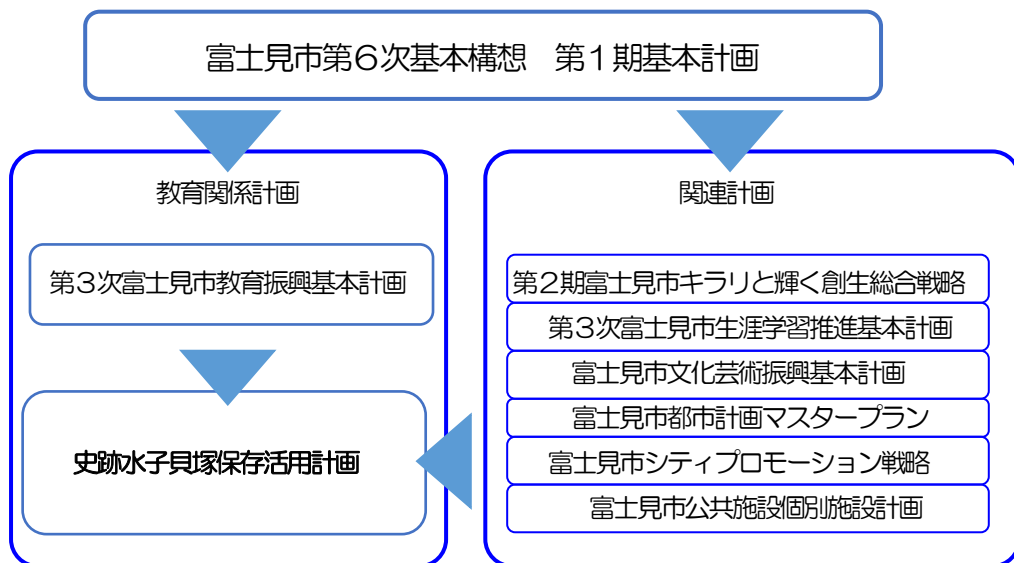 富士見市第６次基本構想　第１期基本計画
教育関係計画
第３次富士見市教育振興基本計画
史跡水子貝塚保存活用計画
関連計画
第２期富士見市キラリと輝く創生総合戦略
第３次富士見市生涯学習推進基本計画
富士見市文化芸術振興基本計画
富士見市都市計画マスタープラン
富士見市シティプロモーション戦略
富士見市公共施設個別施設計画